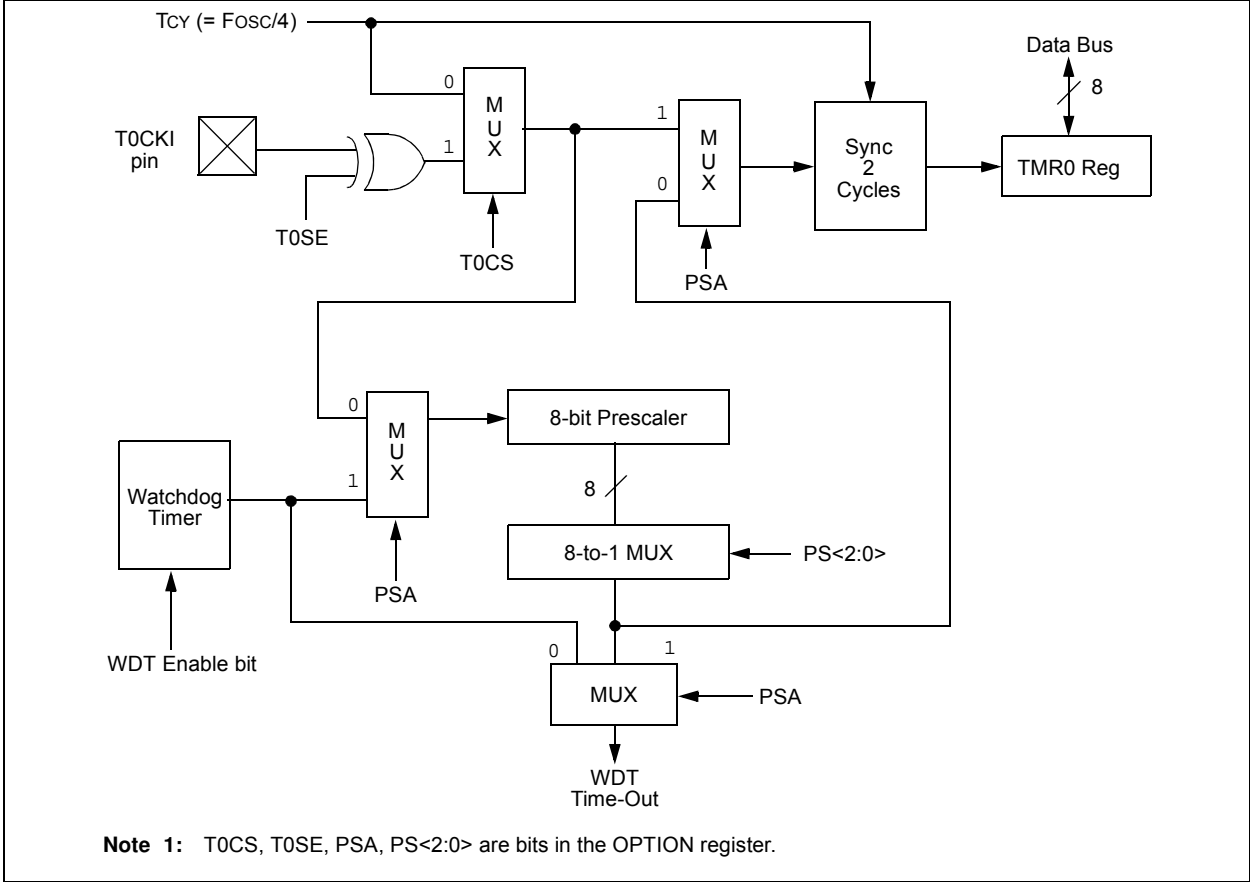 TCY (= FOSC/4)
Data Bus
8
0
M
U
X
1
T0CKI
pin
T0SE
T0CS
1
M
U
X
0
PSA
Sync
2
Cycles
TMR0 Reg
0
M
U
X
1
8-bit Prescaler
Watchdog
Timer
8
8-to-1 MUX
PS<2:0>
PSA
WDT Enable bit
0
1
MUX
PSA
WDT
Time-Out
Note 1: T0CS, T0SE, PSA, PS<2:0> are bits in the OPTION register.